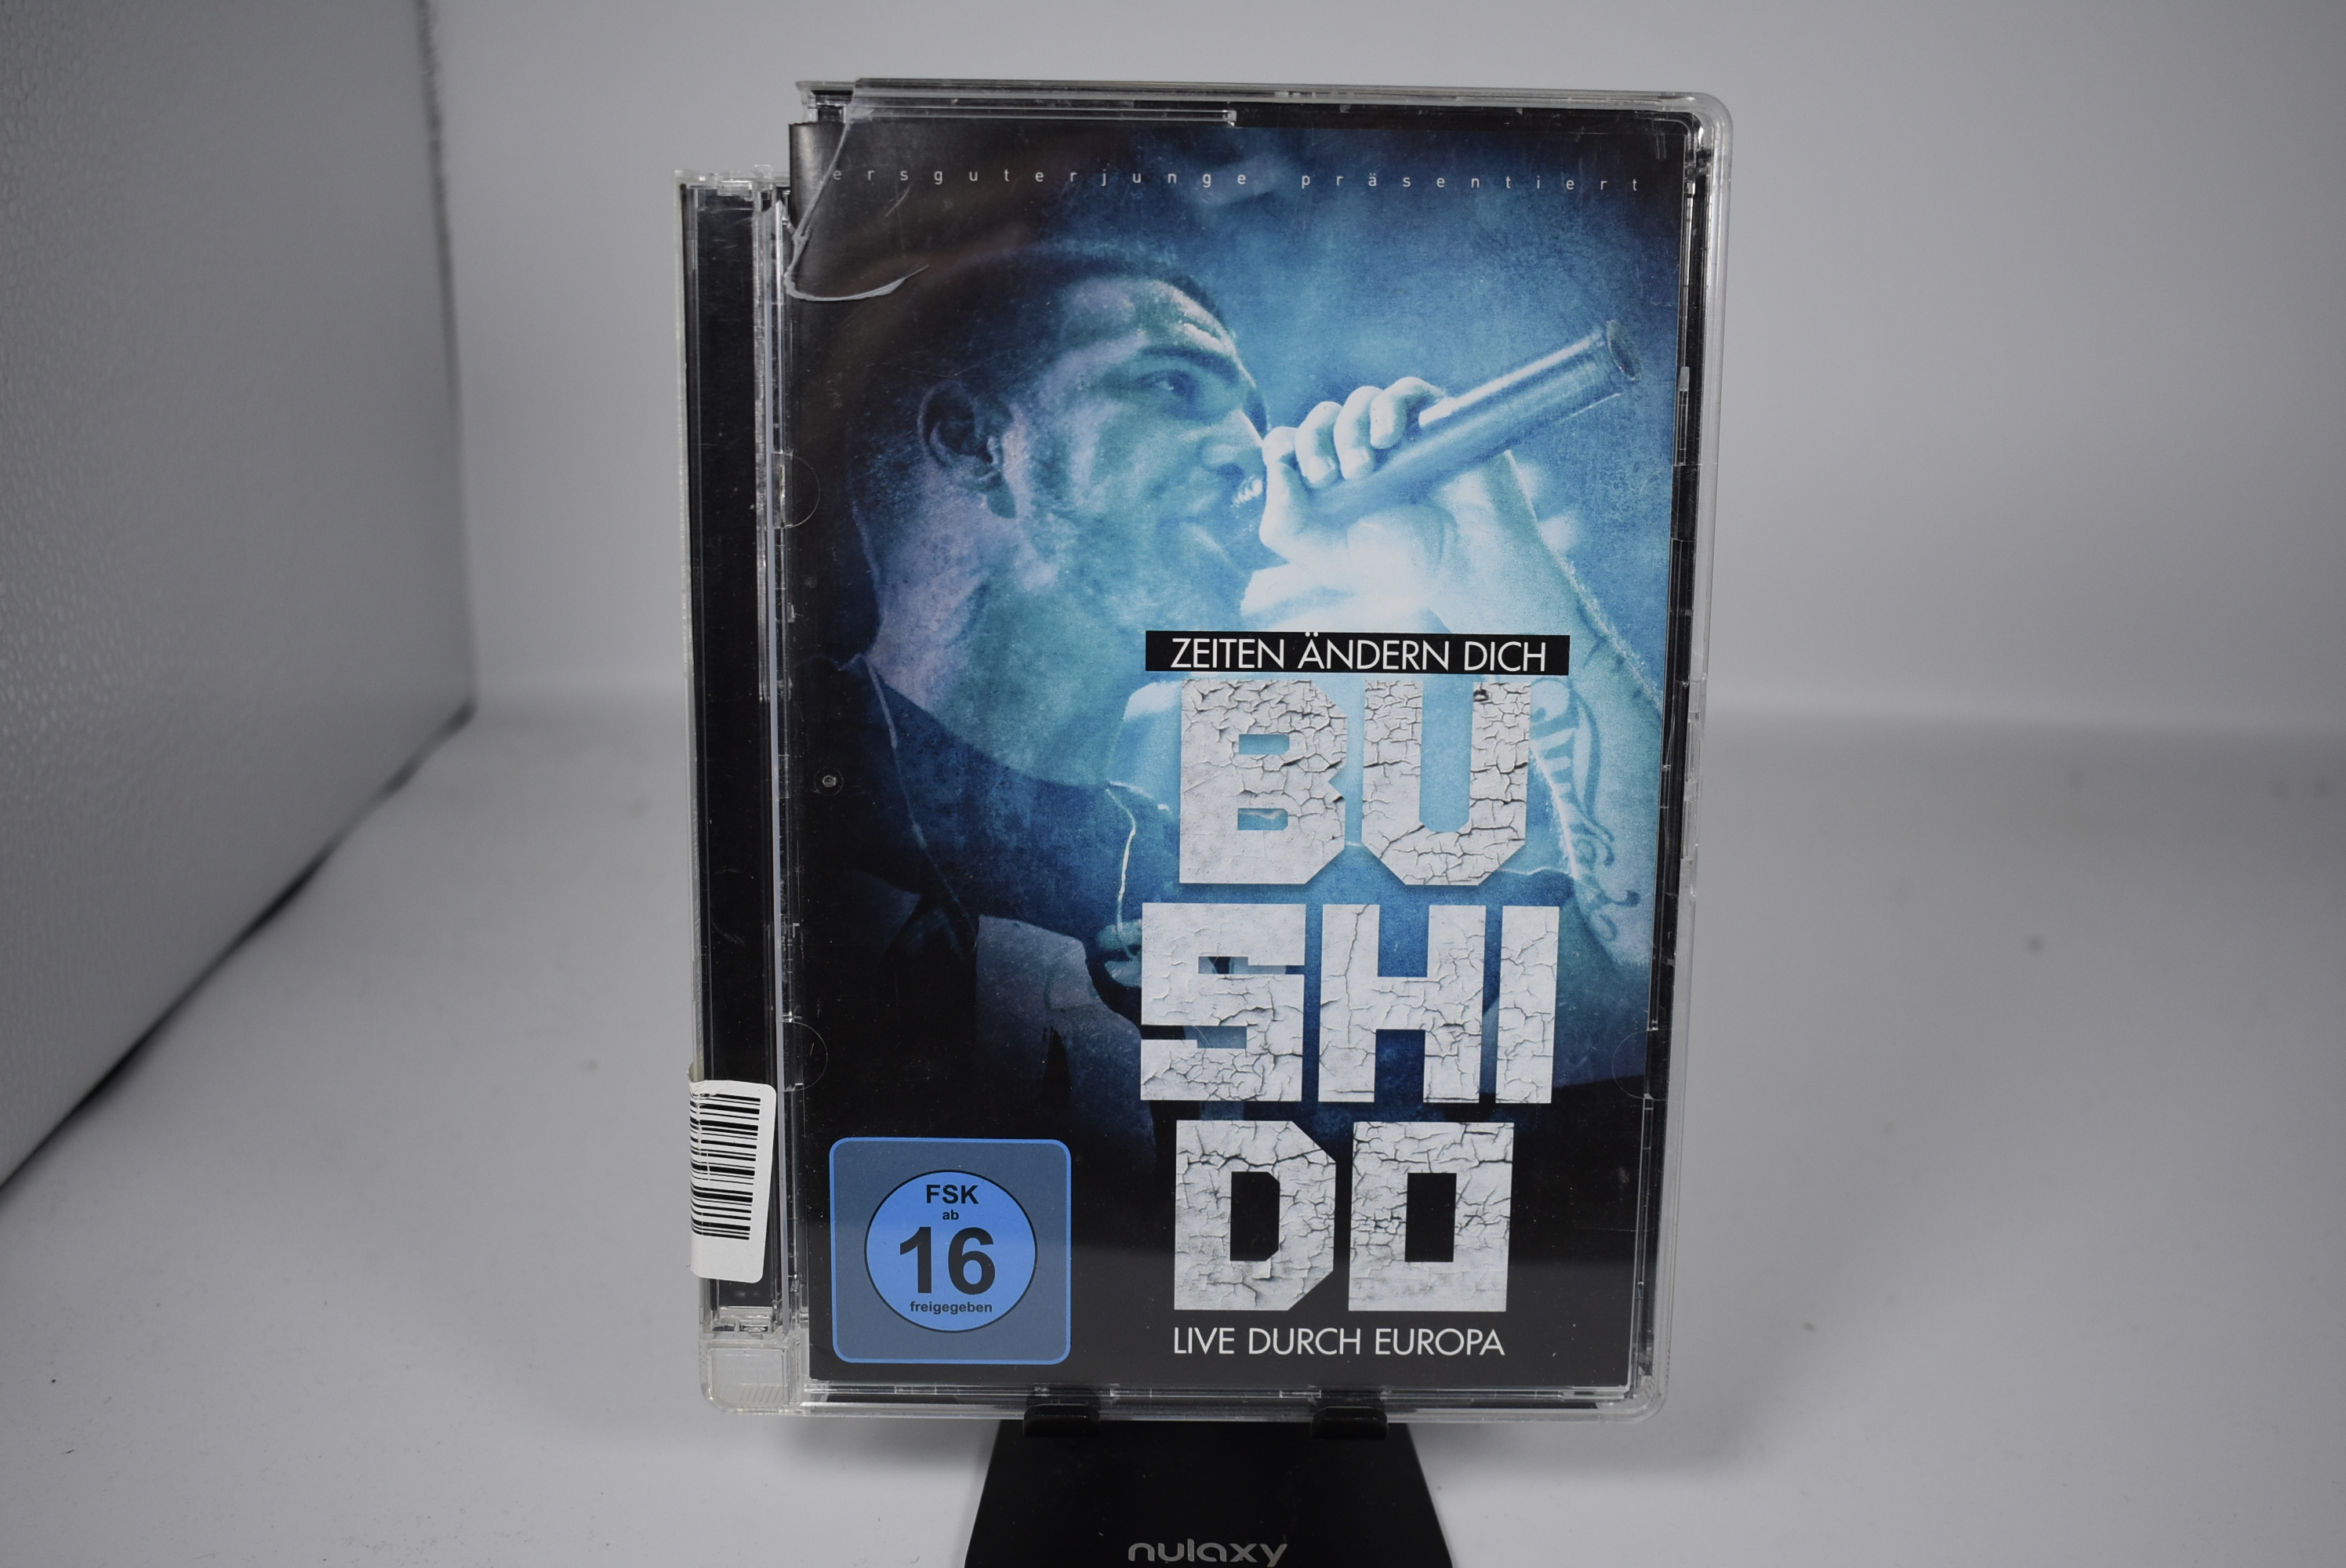 ersguterjunge präsentiert
ZEITEN ÄNDERN DICH
BU
SHI
DO
LIVE DURCH EUROPA
FSK
ab
16
freigegeben
nulaxy